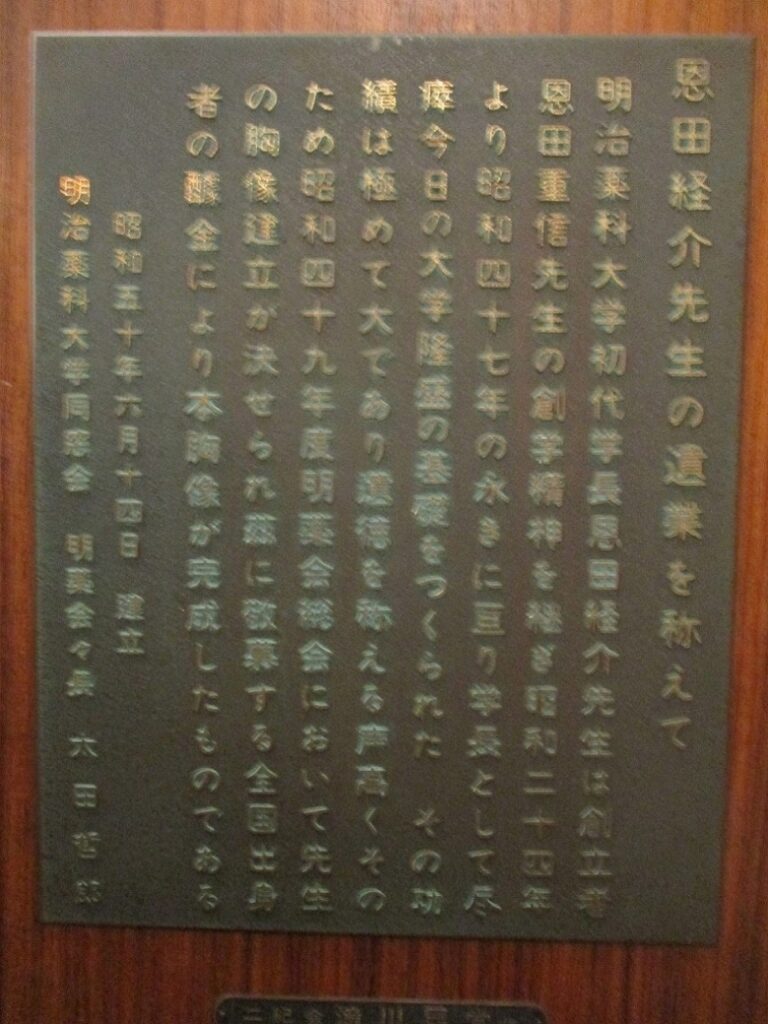 恩田経介先生の遺業を称えて
明治薬科大学初代学長恩田経介先生は創立者
恩田重信先生の創学精神を継ぎ昭和二十四年
より昭和四十七年の永きに亘り学長として尽
瘁今日の大学隆盛の基礎をつくられた　その功
績は極めて大であり遺徳を称える声高くその
ため昭和四十九年度明薬会総会において先生
の胸像建立が決せられ茲に敬慕する全国出身
者の醵金により本胸像が完成したものである
昭和五十年六月十四日　建立
明治薬科大学同窓会　明薬会々長　太田哲郎
二紀会